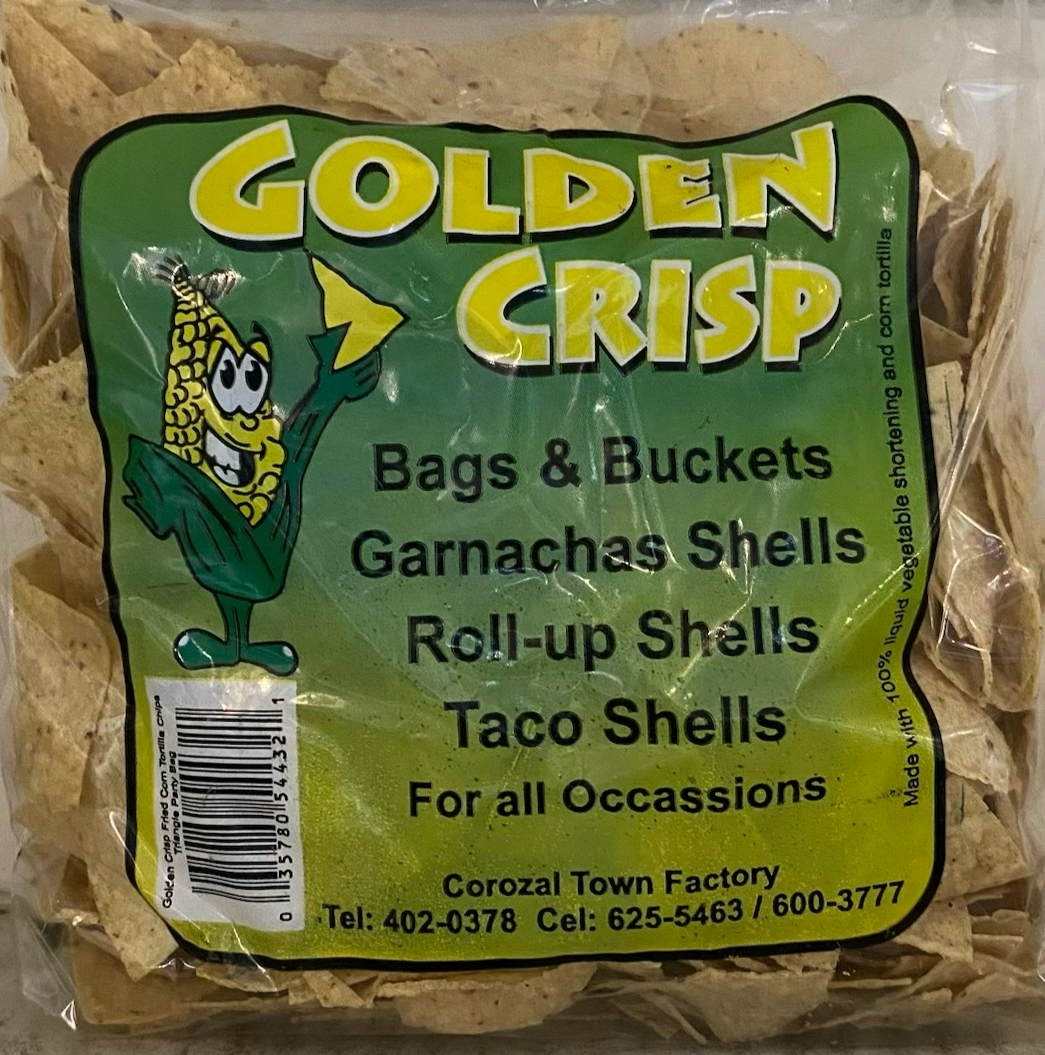 GOLDEN
CRISP
Bags & Buckets
Garnachas Shells
Roll-up Shells
Taco Shells
For all Occassions
Corozal Town Factory
Tel: 402-0378 Cel: 625-5463 / 600-3777
Made with 100% liquid vegetable shortening and corn tortilla
Golden Crisp Fried Corn Tortilla Chips
Triangle Party Bag
0 35780 54432 1